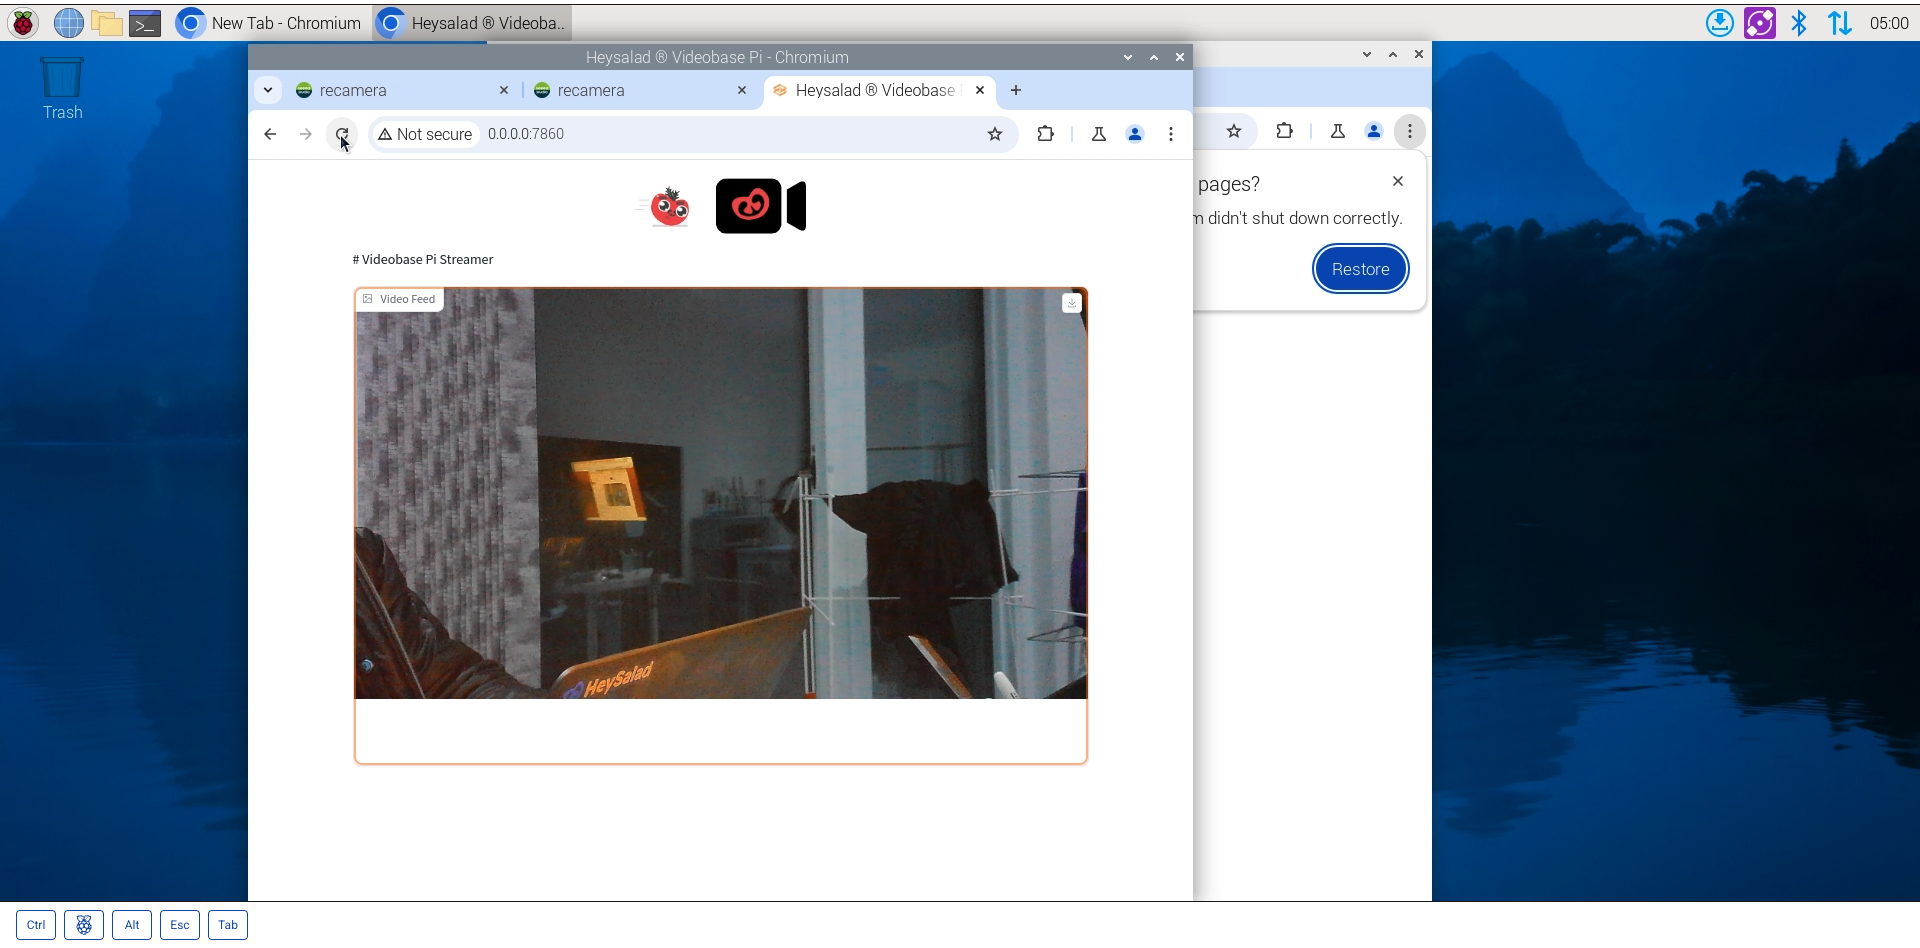 New Tab - Chromium
Heysalad ® Videoba..
05:00
Trash
Heysalad ® Videobase Pi - Chromium
recamera
recamera
Heysalad ® Videobase
Not secure
0.0.0.0:7860
pages?
m didn't shut down correctly.
Restore
# Videobase Pi Streamer
Video Feed
HeySalad
Ctrl
Alt
Esc
Tab